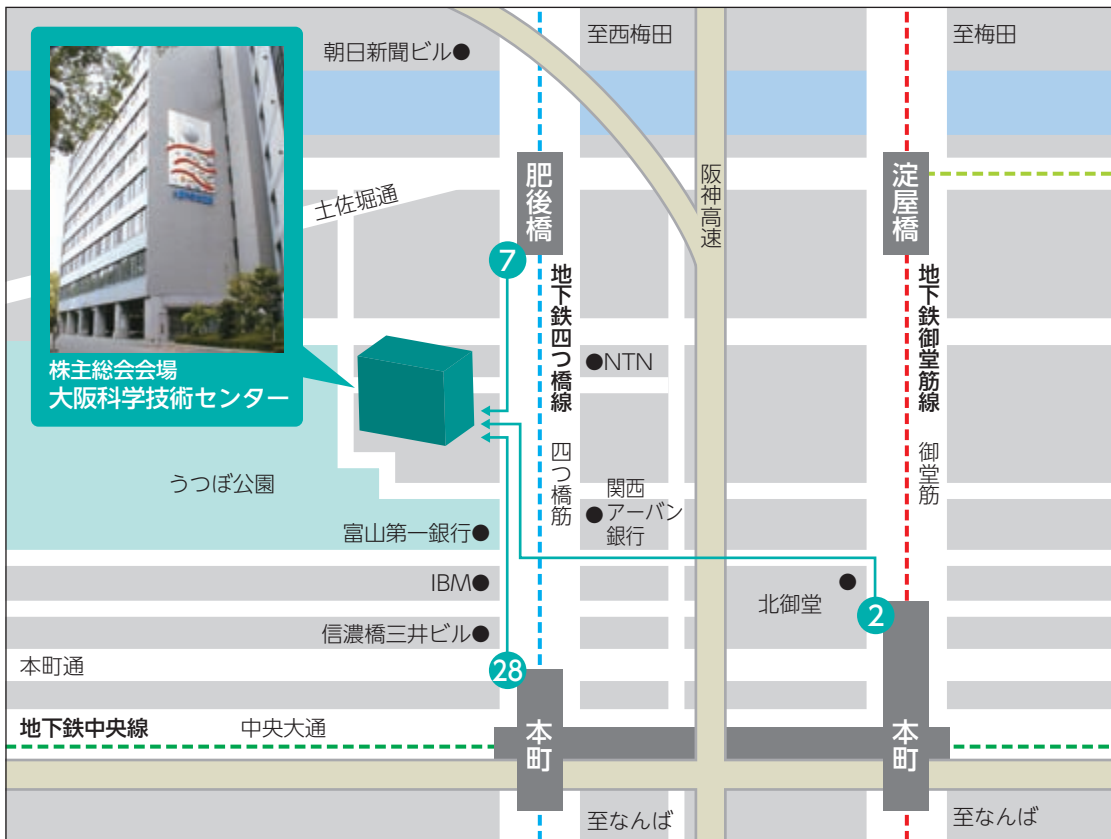 朝日新聞ビル
至西梅田
至梅田
土佐堀通
肥後橋
阪神高速
淀屋橋
7
地下鉄四つ橋線
四つ橋筋
地下鉄御堂筋線
御堂筋
株主総会会場
大阪科学技術センター
NTN
うつぼ公園
関西
アーバン
銀行
富山第一銀行
IBM
北御堂
2
信濃橋三井ビル
本町通
28
地下鉄中央線
中央大通
本町
本町
至なんば
至なんば